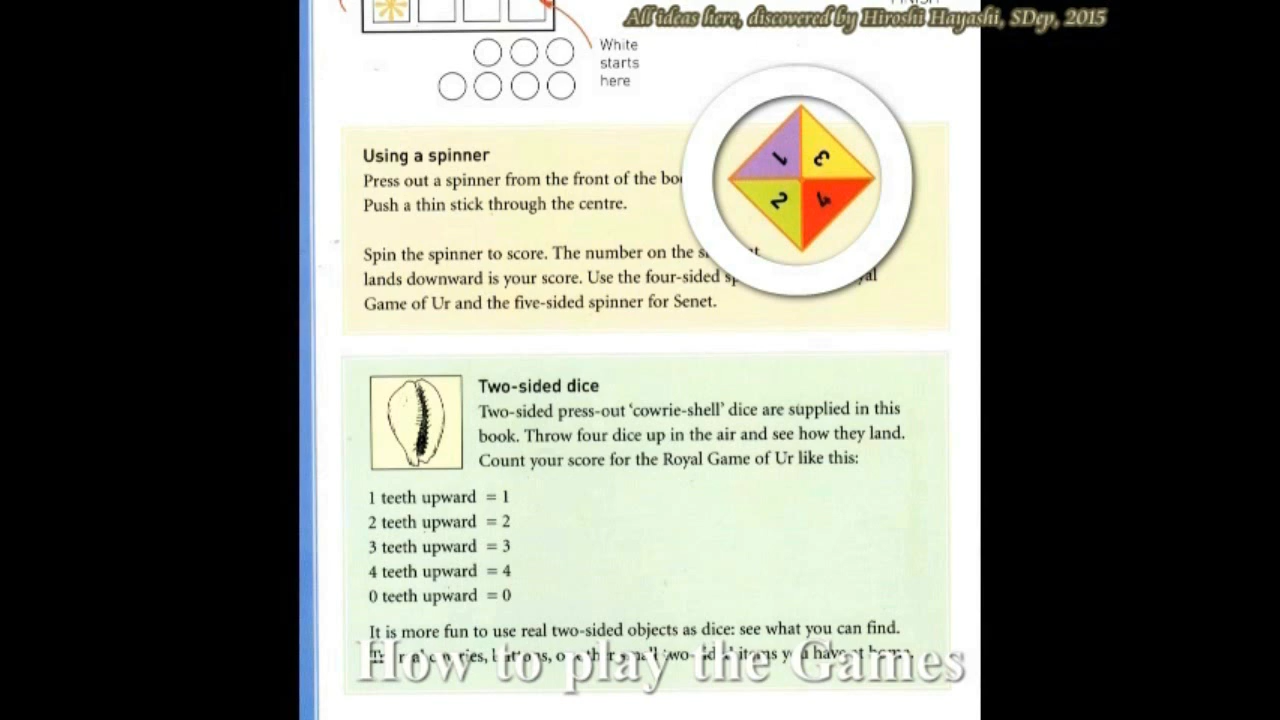 FINISH
All ideas here, discovered by Hiroshi Hayashi, SDep, 2015
White
starts
here
Using a spinner
Press out a spinner from the front of the
Push a thin stick through the centre.
1
3
2
4
Spin the spinner to score. The number on the
lands downward is your score. Use the four-sided
Game of Ur and the five-sided spinner for Senet.
Two-sided dice
Two-sided press-out 'cowrie-shell' dice are supplied in this
book. Throw four dice up in the air and see how they land.
Count your score for the Royal Game of Ur like this:
1 teeth upward = 1
2 teeth upward = 2
3 teeth upward = 3
4 teeth upward = 4
0 teeth upward = 0
It is more fun to use real two-sided objects as dice: see what you can find.
How to play the Games